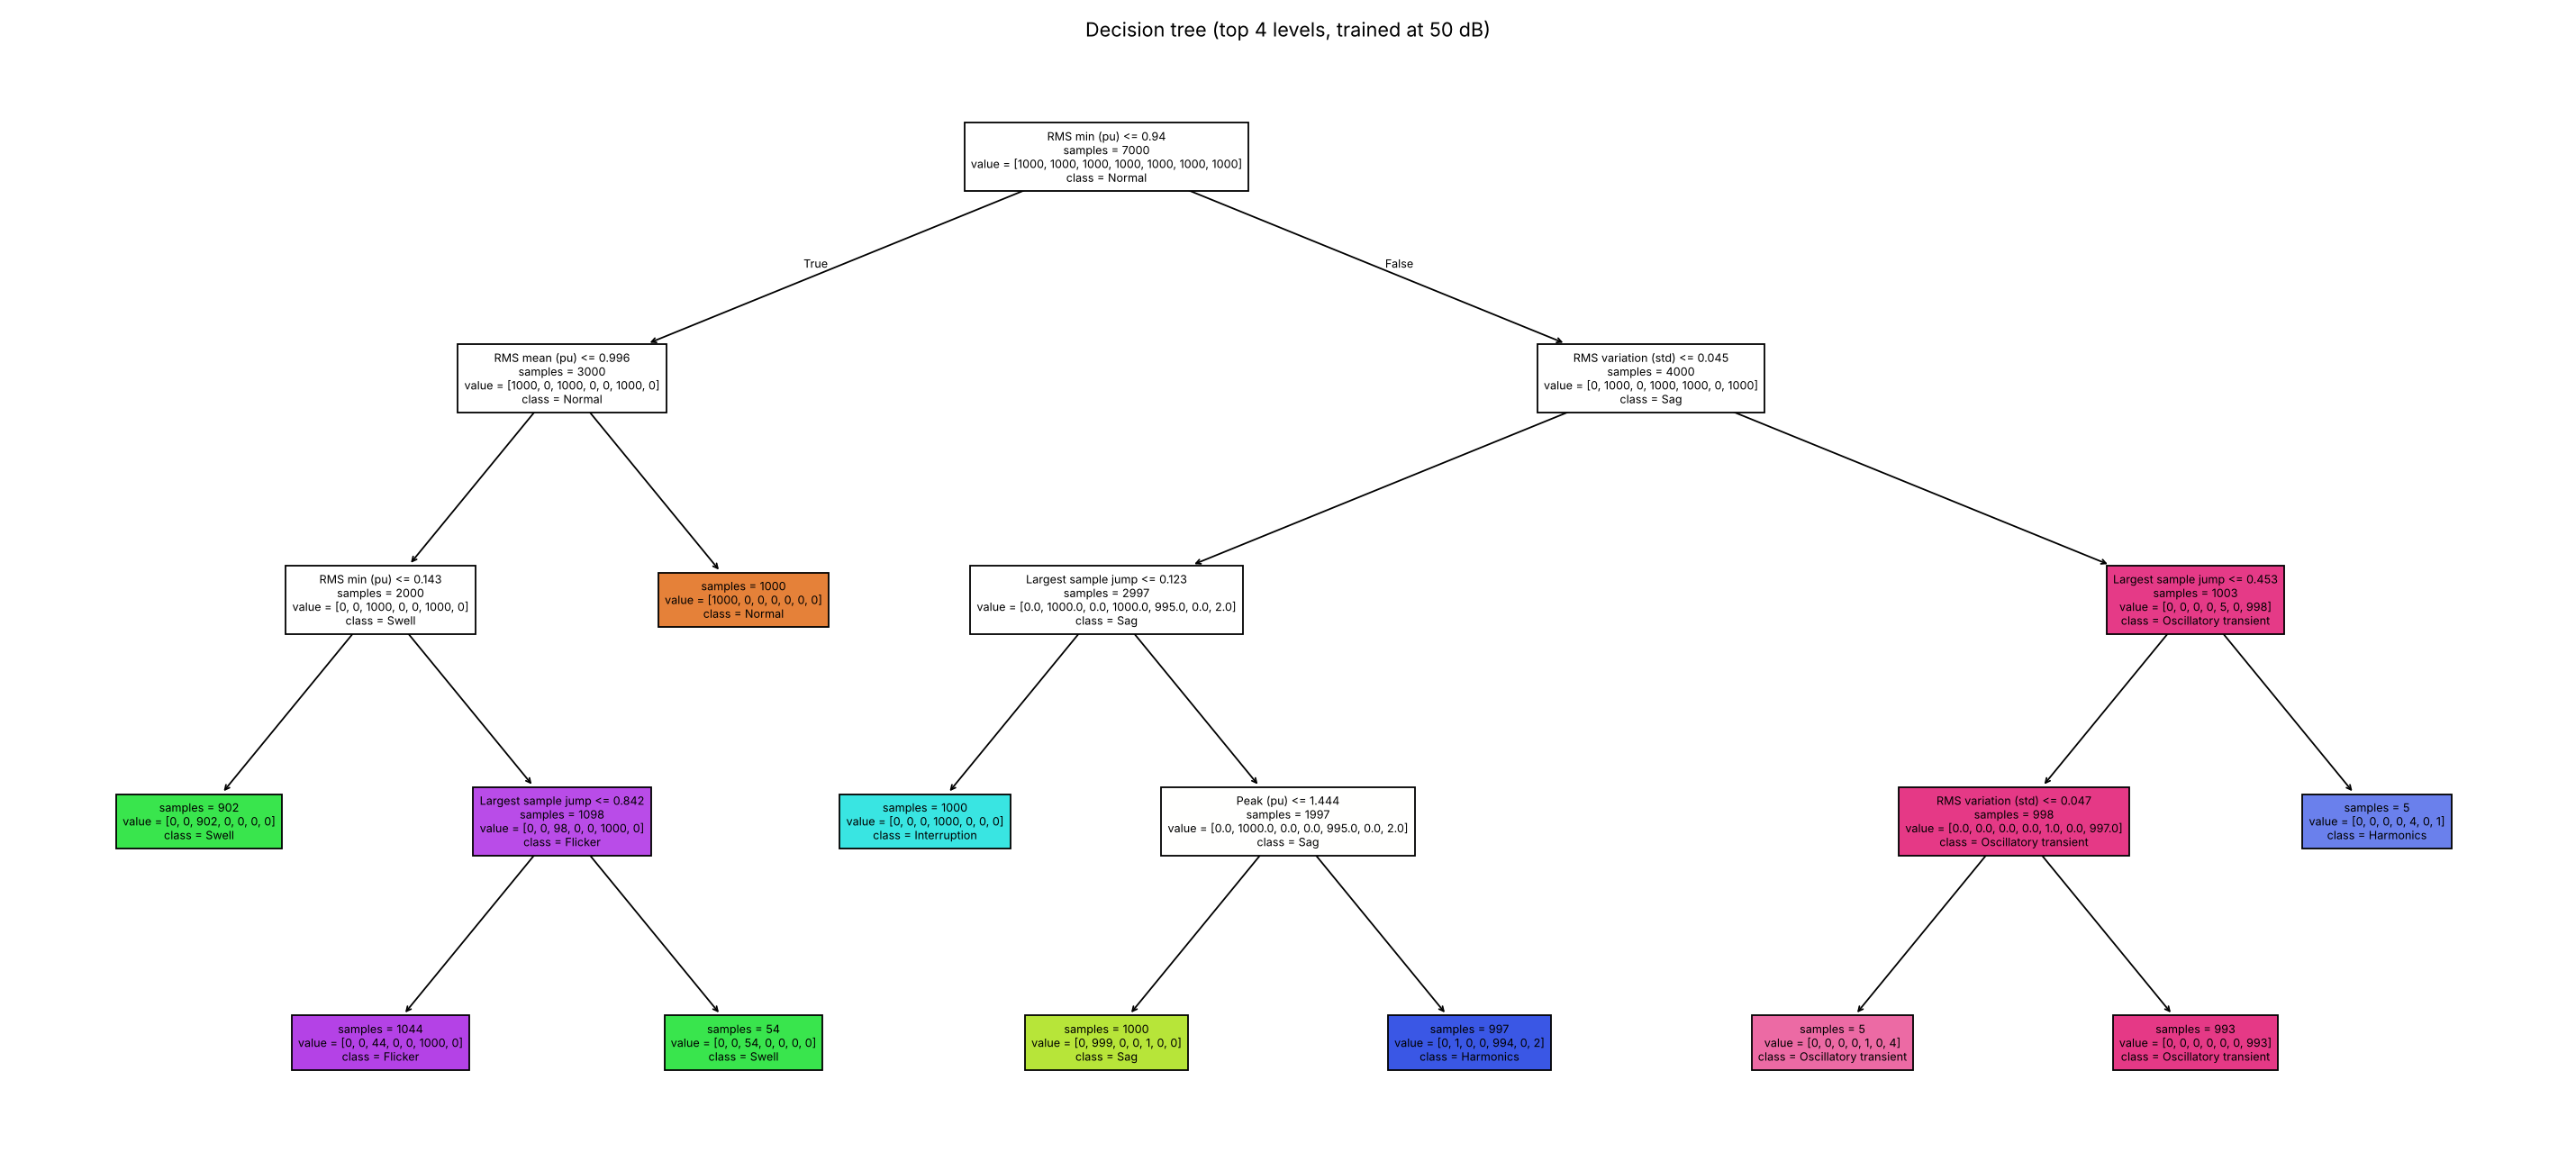 Decision tree (top 4 levels, trained at 50 dB)
RMS min (pu) <= 0.94
samples = 7000
value = [1000, 1000, 1000, 1000, 1000, 1000, 1000]
class = Normal
True
False
RMS mean (pu) <= 0.996
samples = 3000
value = [1000, 0, 1000, 0, 0, 1000, 0]
class = Normal
RMS variation (std) <= 0.045
samples = 4000
value = [0, 1000, 0, 1000, 1000, 0, 1000]
class = Sag
RMS min (pu) <= 0.143
samples = 2000
value = [0, 0, 1000, 0, 0, 1000, 0]
class = Swell
samples = 1000
value = [1000, 0, 0, 0, 0, 0, 0]
class = Normal
Largest sample jump <= 0.123
samples = 2997
value = [0.0, 1000.0, 0.0, 1000.0, 995.0, 0.0, 2.0]
class = Sag
Largest sample jump <= 0.453
samples = 1003
value = [0, 0, 0, 0, 5, 0, 998]
class = Oscillatory transient
samples = 902
value = [0, 0, 902, 0, 0, 0, 0]
class = Swell
Largest sample jump <= 0.842
samples = 1098
value = [0, 0, 98, 0, 0, 1000, 0]
class = Flicker
samples = 1000
value = [0, 0, 0, 1000, 0, 0, 0]
class = Interruption
Peak (pu) <= 1.444
samples = 1997
value = [0.0, 1000.0, 0.0, 0.0, 995.0, 0.0, 2.0]
class = Sag
RMS variation (std) <= 0.047
samples = 998
value = [0.0, 0.0, 0.0, 0.0, 1.0, 0.0, 997.0]
class = Oscillatory transient
samples = 5
value = [0, 0, 0, 0, 4, 0, 1]
class = Harmonics
samples = 1044
value = [0, 0, 44, 0, 0, 1000, 0]
class = Flicker
samples = 54
value = [0, 0, 54, 0, 0, 0, 0]
class = Swell
samples = 1000
value = [0, 999, 0, 0, 1, 0, 0]
class = Sag
samples = 997
value = [0, 1, 0, 0, 994, 0, 2]
class = Harmonics
samples = 5
value = [0, 0, 0, 0, 1, 0, 4]
class = Oscillatory transient
samples = 993
value = [0, 0, 0, 0, 0, 0, 993]
class = Oscillatory transient